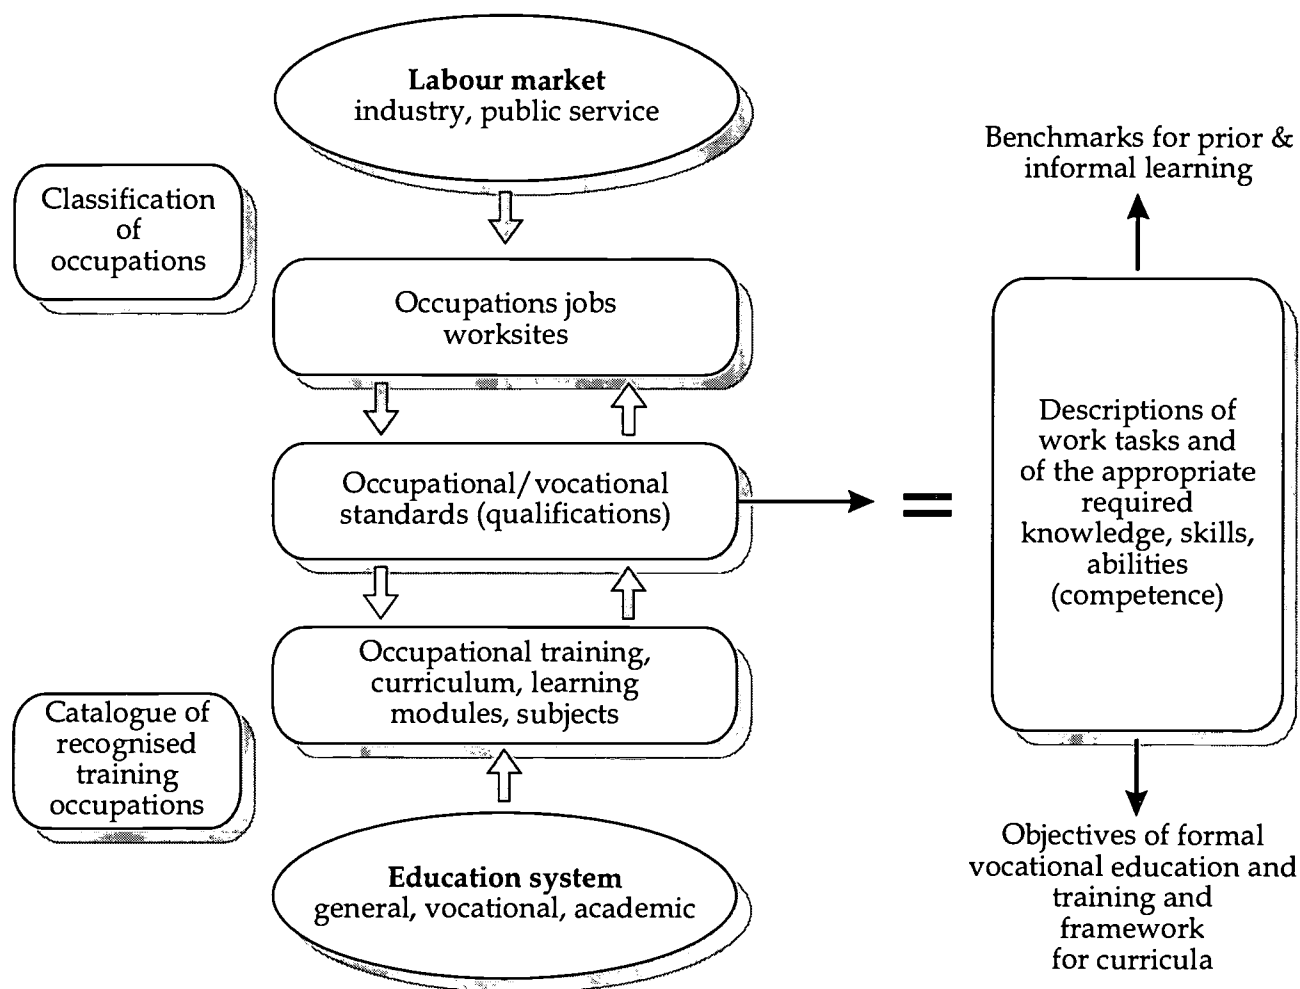 Labour market
industry, public service
Classification
of
occupations
Occupations jobs
worksites
Occupational/vocational
standards (qualifications)
Occupational training,
curriculum, learning
modules, subjects
Catalogue of
recognised
training
occupations
Education system
general, vocational, academic
Benchmarks for prior &
informal learning
=
Descriptions of
work tasks and
of the appropriate
required
knowledge, skills,
abilities
(competence)
Objectives of formal
vocational education and
training and
framework
for curricula